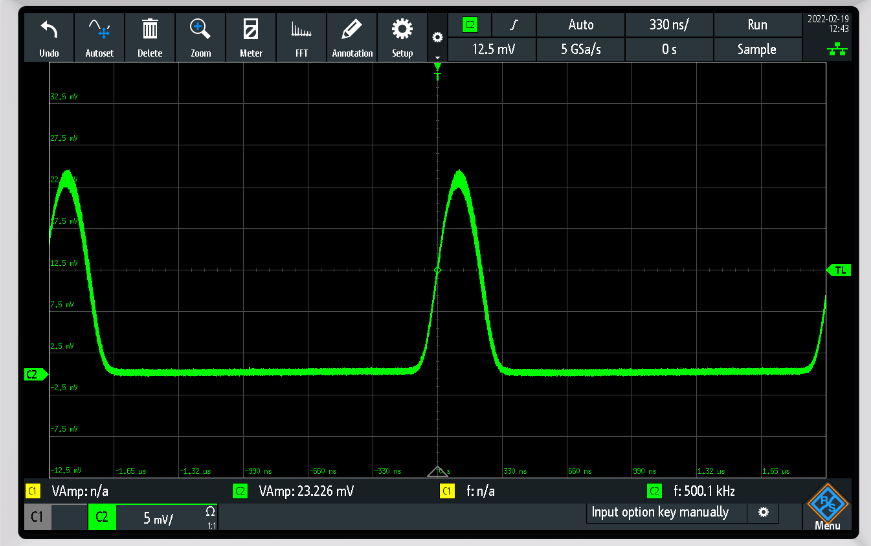 Undo Autoset Delete Zoom Meter FFT Annotation Setup
C2 Auto 330 ns/ Run
12.5 mV 5 GSa/s 0 s Sample
2022-02-19
12:43
T
32.5 mV
27.5 mV
17.5 mV
12.5 mV
TL
7.5 mV
2.5 mV
C2
-2.5 mV
-7.5 mV
-12.5 mV -1.65 µs -1.32 µs -990 ns -660 ns -330 ns 330 ns 660 ns 990 ns 1.32 µs 1.65 µs
C1 VAmp: n/a C2 VAmp: 23.226 mV C1 f: n/a C2 f: 500.1 kHz
C1 C2 5 mV/ Ω 1:1 Input option key manually
R&S
Menu